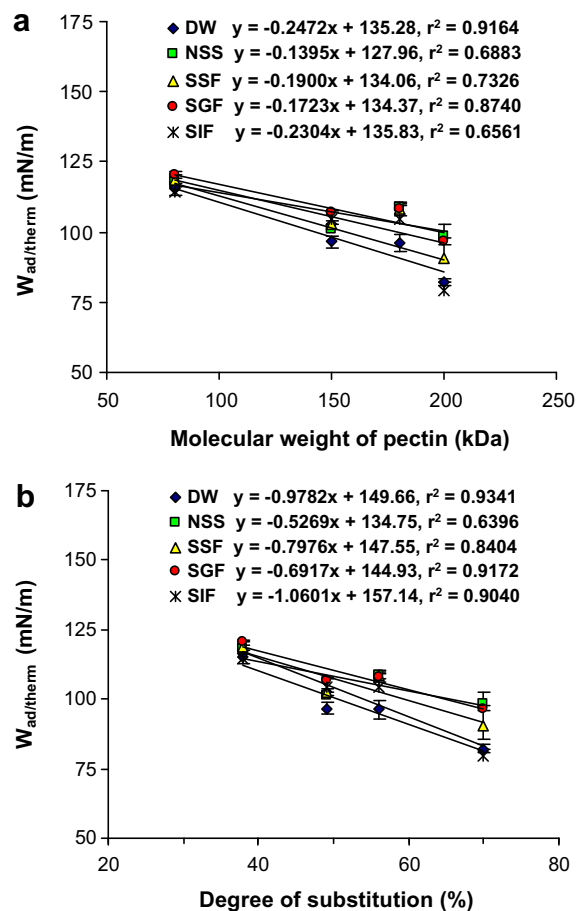 a
175
150
125
100
75
50
W ad/therm (mN/m)
DW y = -0.2472x + 135.28, r² = 0.9164
NSS y = -0.1395x + 127.96, r² = 0.6883
SSF y = -0.1900x + 134.06, r² = 0.7326
SGF y = -0.1723x + 134.37, r² = 0.8740
SIF y = -0.2304x + 135.83, r² = 0.6561
50 100 150 200 250
Molecular weight of pectin (kDa)
b
175
150
125
100
75
50
W ad/therm (mN/m)
DW y = -0.9782x + 149.66, r² = 0.9341
NSS y = -0.5269x + 134.75, r² = 0.6396
SSF y = -0.7976x + 147.55, r² = 0.8404
SGF y = -0.6917x + 144.93, r² = 0.9172
SIF y = -1.0601x + 157.14, r² = 0.9040
20 40 60 80
Degree of substitution (%)